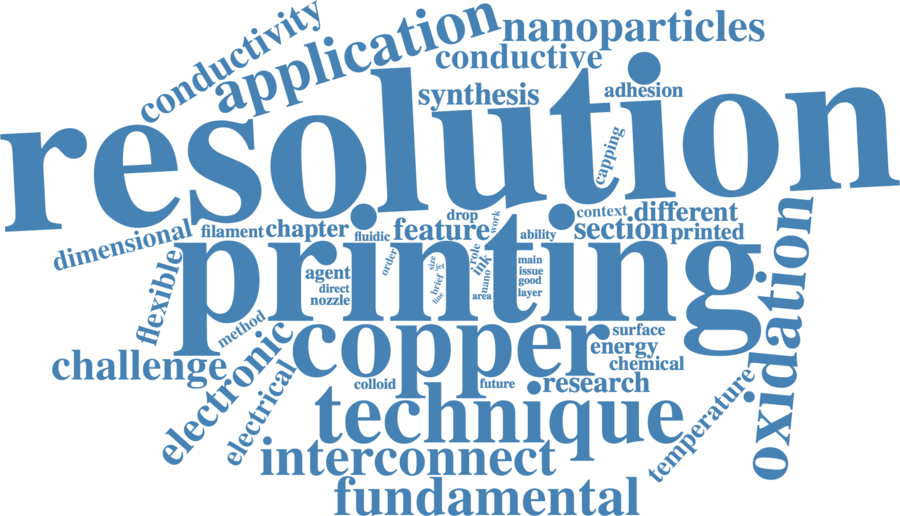 conductivity
application
nanoparticles
conductive
synthesis
adhesion
resolution
capping
drop
work
context
different
dimensional
filament
chapter
fluidic
feature
ability
section
printed
printing
flexible
order
size
jet
role
ink
main
agent
issue
direct
brief
nano
good
nozzle
line
area
layer
oxidation
method
copper
surface
energy
challenge
electronic
chemical
electrical
colloid
future
research
temperature
technique
interconnect
fundamental